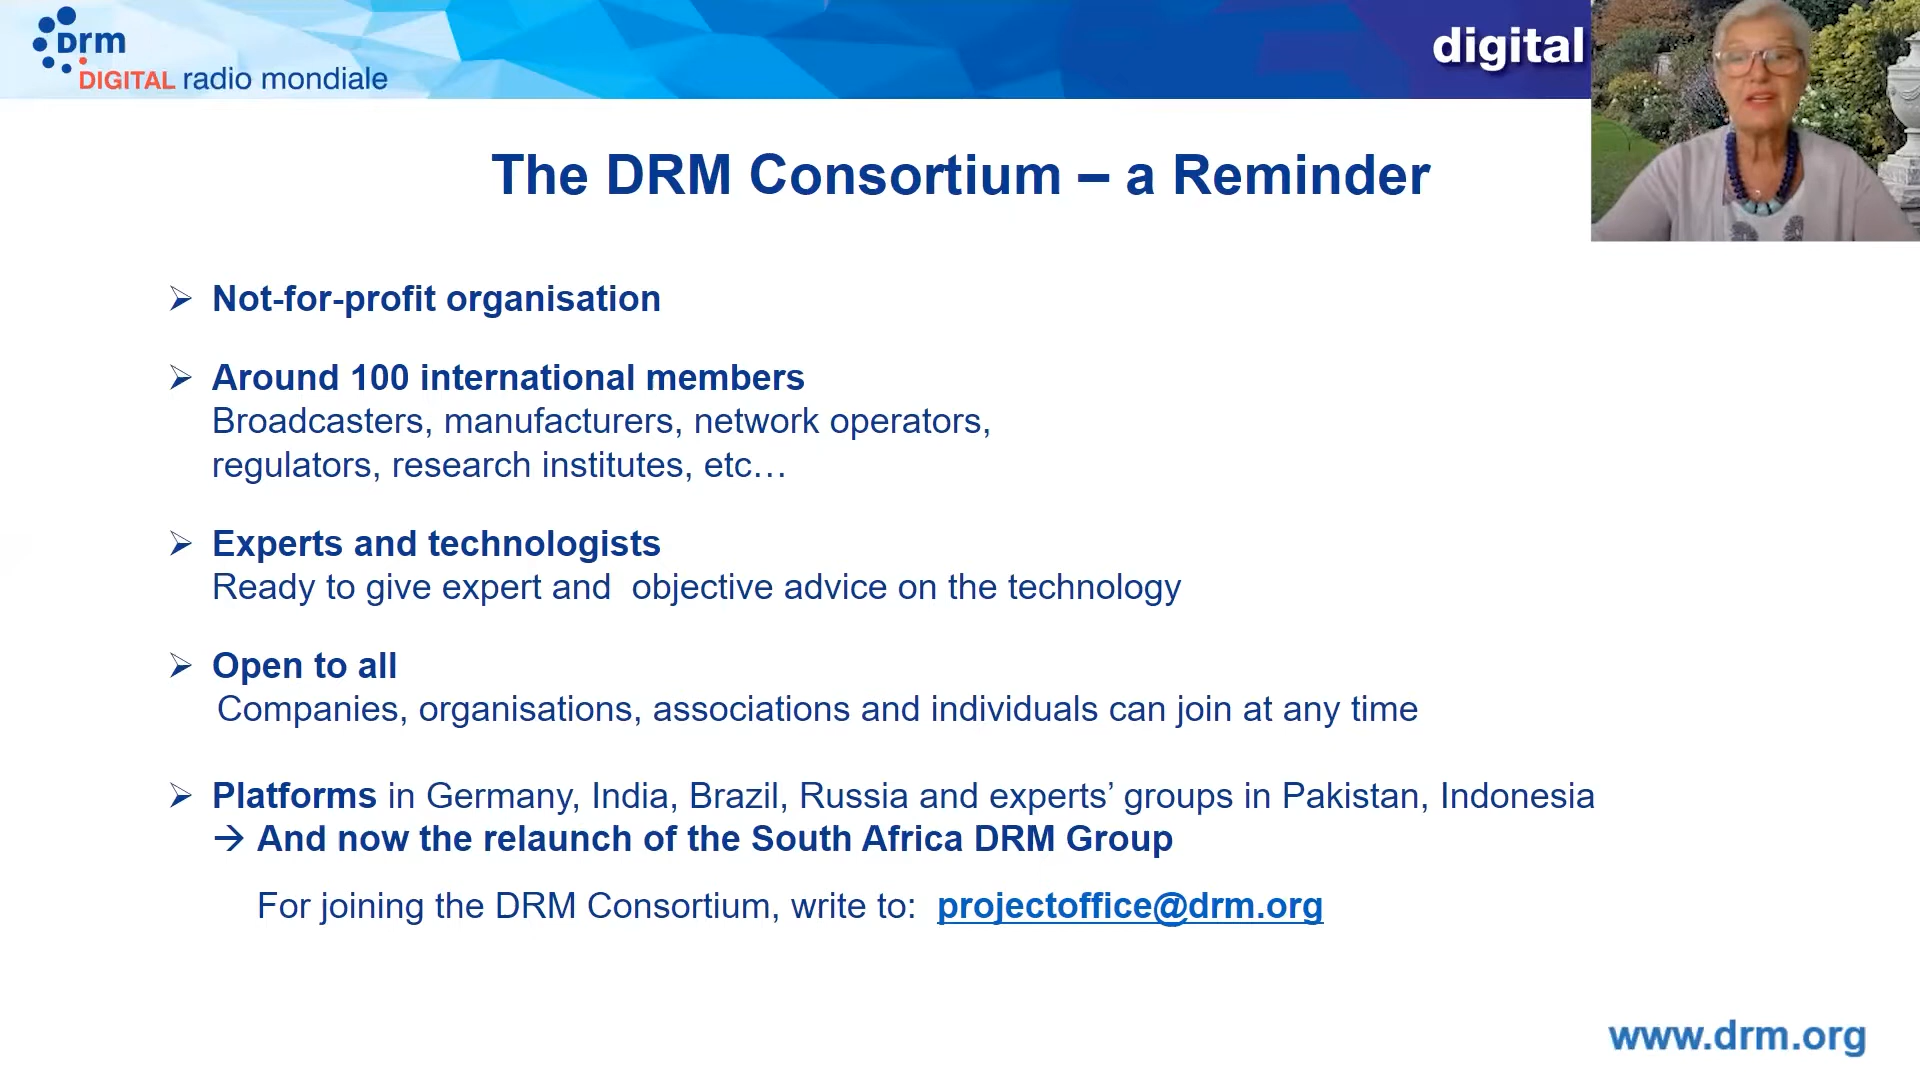 Drm
DIGITAL radio mondiale
digital
The DRM Consortium – a Reminder
➢ Not-for-profit organisation
➢ Around 100 international members
Broadcasters, manufacturers, network operators,
regulators, research institutes, etc…
➢ Experts and technologists
Ready to give expert and  objective advice on the technology
➢ Open to all
Companies, organisations, associations and individuals can join at any time
➢ Platforms in Germany, India, Brazil, Russia and experts’ groups in Pakistan, Indonesia
→ And now the relaunch of the South Africa DRM Group
For joining the DRM Consortium, write to:  projectoffice@drm.org
www.drm.org